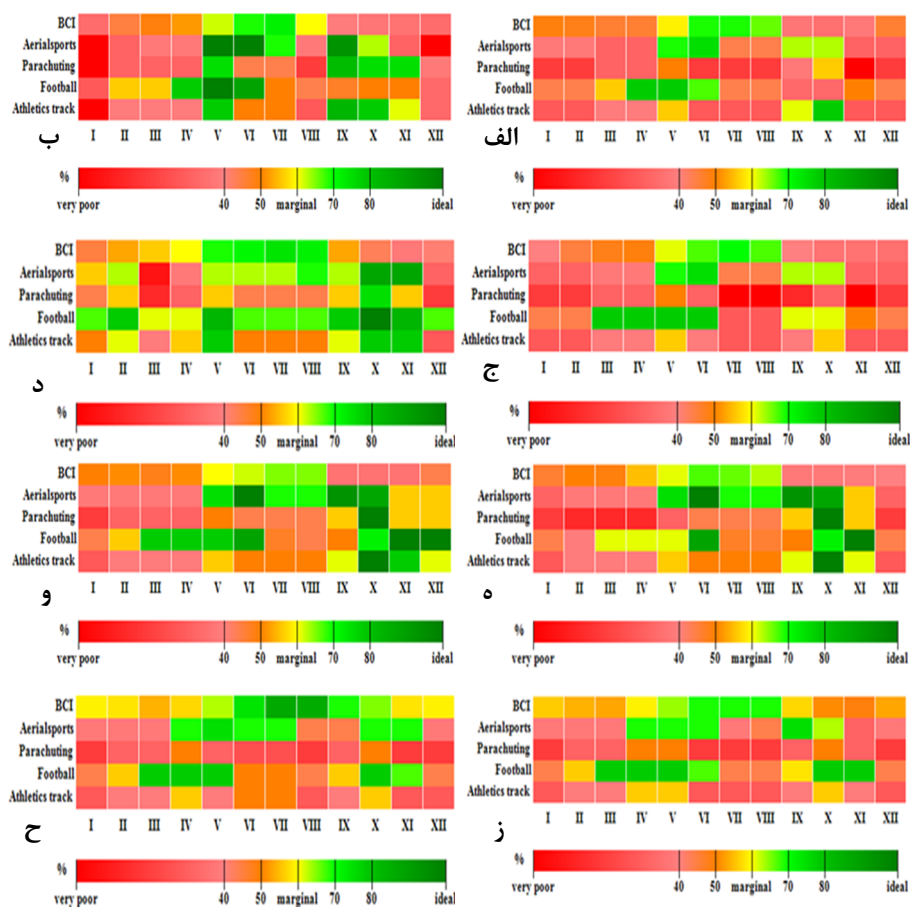 BCI
Aerialsports
Parachuting
Football
Athletics track
I II III IV V VI VII VIII IX X XI XII
ب
%
40 50 marginal 70 80
very poor ideal
BCI
Aerialsports
Parachuting
Football
Athletics track
I II III IV V VI VII VIII IX X XI XII
الف
%
40 50 marginal 70 80
very poor ideal
BCI
Aerialsports
Parachuting
Football
Athletics track
I II III IV V VI VII VIII IX X XI XII
د
%
40 50 marginal 70 80
very poor ideal
BCI
Aerialsports
Parachuting
Football
Athletics track
I II III IV V VI VII VIII IX X XI XII
ج
%
40 50 marginal 70 80
very poor ideal
BCI
Aerialsports
Parachuting
Football
Athletics track
I II III IV V VI VII VIII IX X XI XII
و
%
40 50 marginal 70 80
very poor ideal
BCI
Aerialsports
Parachuting
Football
Athletics track
I II III IV V VI VII VIII IX X XI XII
ه
%
40 50 marginal 70 80
very poor ideal
BCI
Aerialsports
Parachuting
Football
Athletics track
I II III IV V VI VII VIII IX X XI XII
ح
%
40 50 marginal 70 80
very poor ideal
BCI
Aerialsports
Parachuting
Football
Athletics track
I II III IV V VI VII VIII IX X XI XII
ز
%
40 50 marginal 70 80
very poor ideal